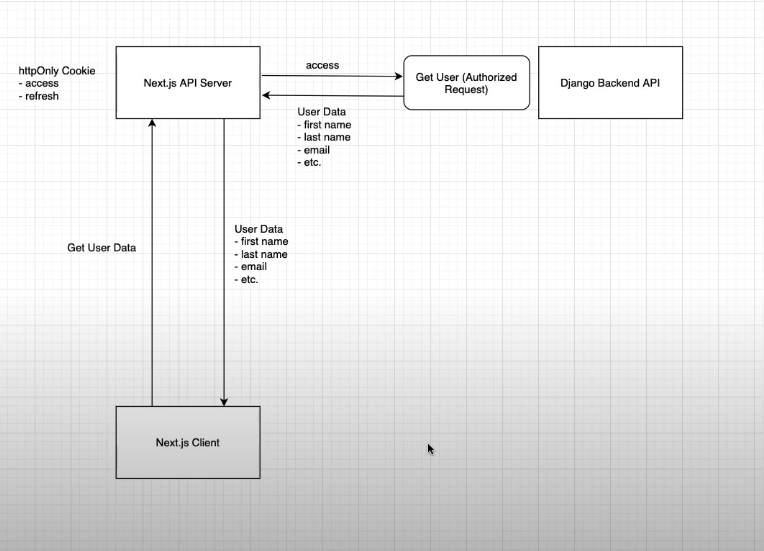 httpOnly Cookie
- access
- refresh
Next.js API Server
access
Get User (Authorized
Request)
Django Backend API
User Data
- first name
- last name
- email
- etc.
Get User Data
User Data
- first name
- last name
- email
- etc.
Next.js Client